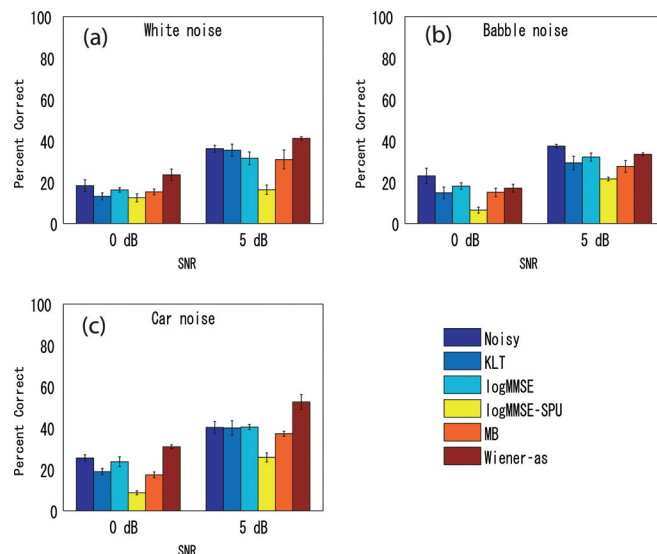 (a)
White noise
100
80
60
40
20
0
Percent Correct
0 dB
5 dB
SNR
(b)
Babble noise
100
80
60
40
20
0
Percent Correct
0 dB
5 dB
SNR
(c)
Car noise
100
80
60
40
20
0
Percent Correct
0 dB
5 dB
SNR
Noisy
KLT
logMMSE
logMMSE-SPU
MB
Wiener-as